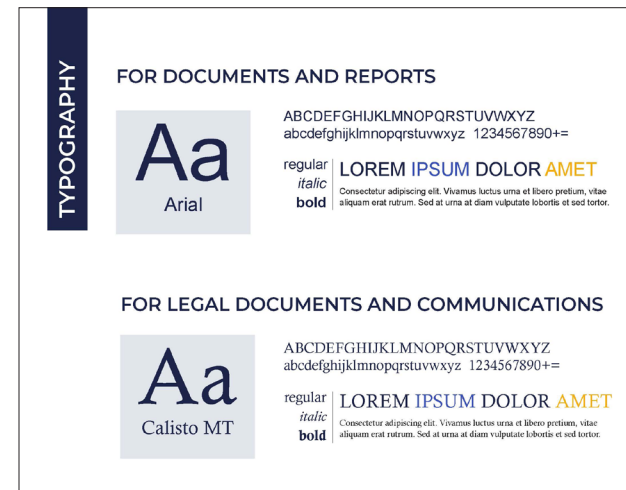 TYPOGRAPHY
FOR DOCUMENTS AND REPORTS
Aa
Arial
ABCDEFGHIJKLMNOPQRSTUVWXYZ
abcdefghijklmnopqrstuvwxyz 1234567890+=
regular
italic
bold
LOREM IPSUM DOLOR AMET
Consectetur adipiscing elit. Vivamus luctus urna et libero pretium, vitae
aliquam erat rutrum. Sed at urna at diam vulputate lobortis et sed tortor.
FOR LEGAL DOCUMENTS AND COMMUNICATIONS
Aa
Calisto MT
ABCDEFGHIJKLMNOPQRSTUVWXYZ
abcdefghijklmnopqrstuvwxyz 1234567890+=
regular
italic
bold
LOREM IPSUM DOLOR AMET
Consectetur adipiscing elit. Vivamus luctus urna et libero pretium, vitae
aliquam erat rutrum. Sed at urna at diam vulputate lobortis et sed tortor.